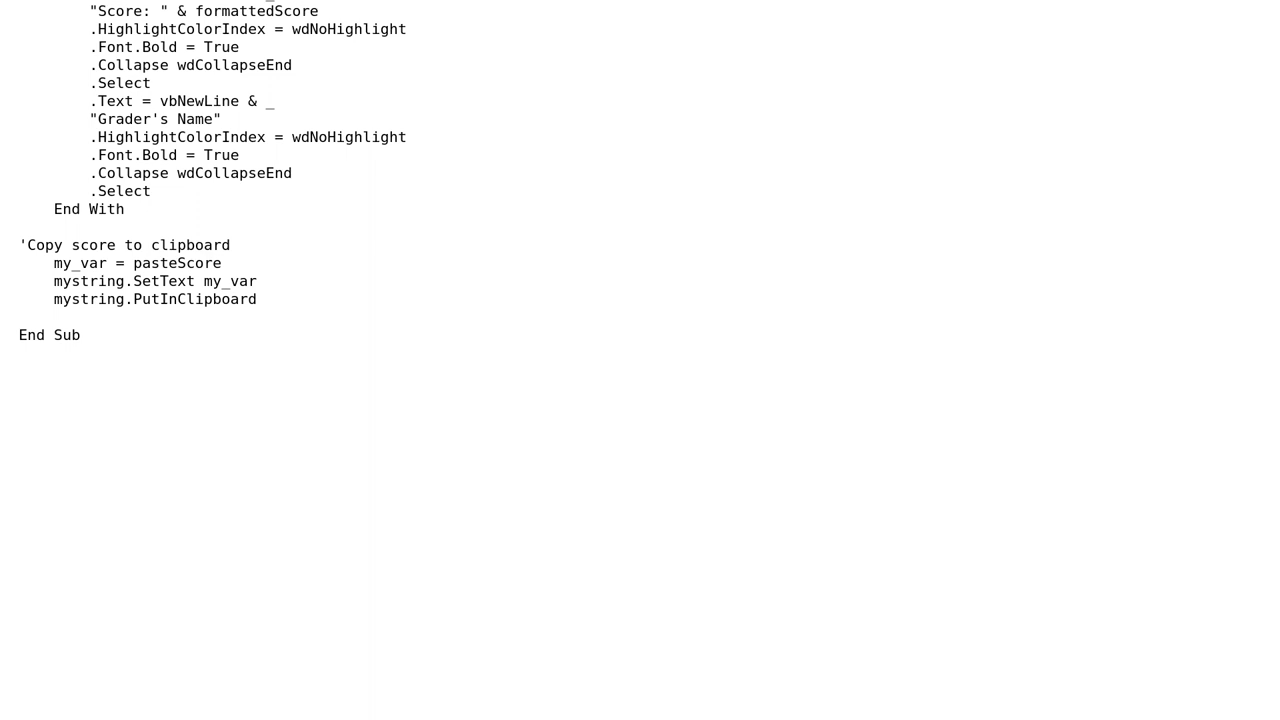 "Score: " & formattedScore
.HighlightColorIndex = wdNoHighlight
.Font.Bold = True
.Collapse wdCollapseEnd
.Select
.Text = vbNewLine & _
"Grader's Name"
.HighlightColorIndex = wdNoHighlight
.Font.Bold = True
.Collapse wdCollapseEnd
.Select
End With
'Copy score to clipboard
my_var = pasteScore
mystring.SetText my_var
mystring.PutInClipboard
End Sub